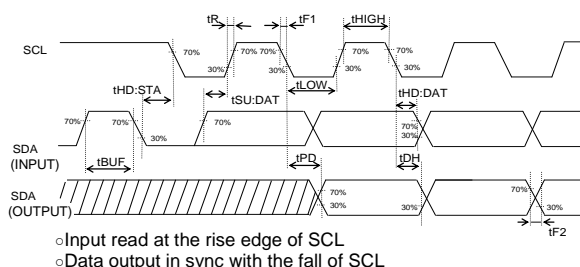 tR tF1 tHIGH
SCL
70% 70% 70% 70% 70%
30% 30% 30% 30%
tHD:STA tSU:DAT tLOW tHD:DAT
SDA
(INPUT)
70% 70% 30% 70% 70% 30%
tBUF tPD tDH
SDA
(OUTPUT)
70% 30% 30% 70% 30%
tF2
○Input read at the rise edge of SCL
○Data output in sync with the fall of SCL